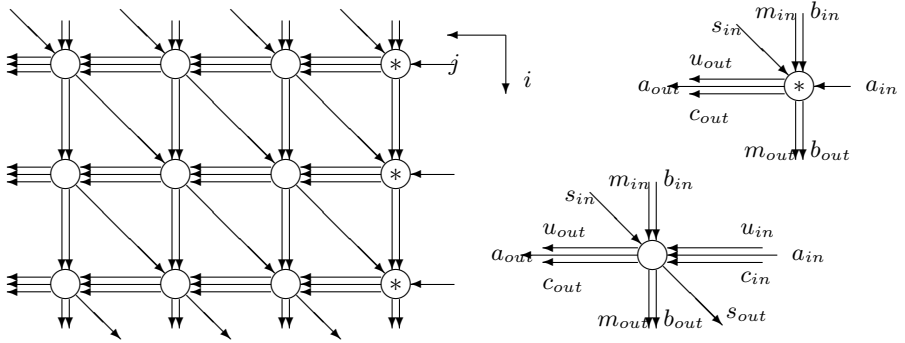 * j i
*
*
m_in b_in
s_in
u_out
a_out * a_in
c_out
m_out b_out
m_in b_in
s_in
u_out u_in
a_out a_in
c_out c_in
s_out
m_out b_out